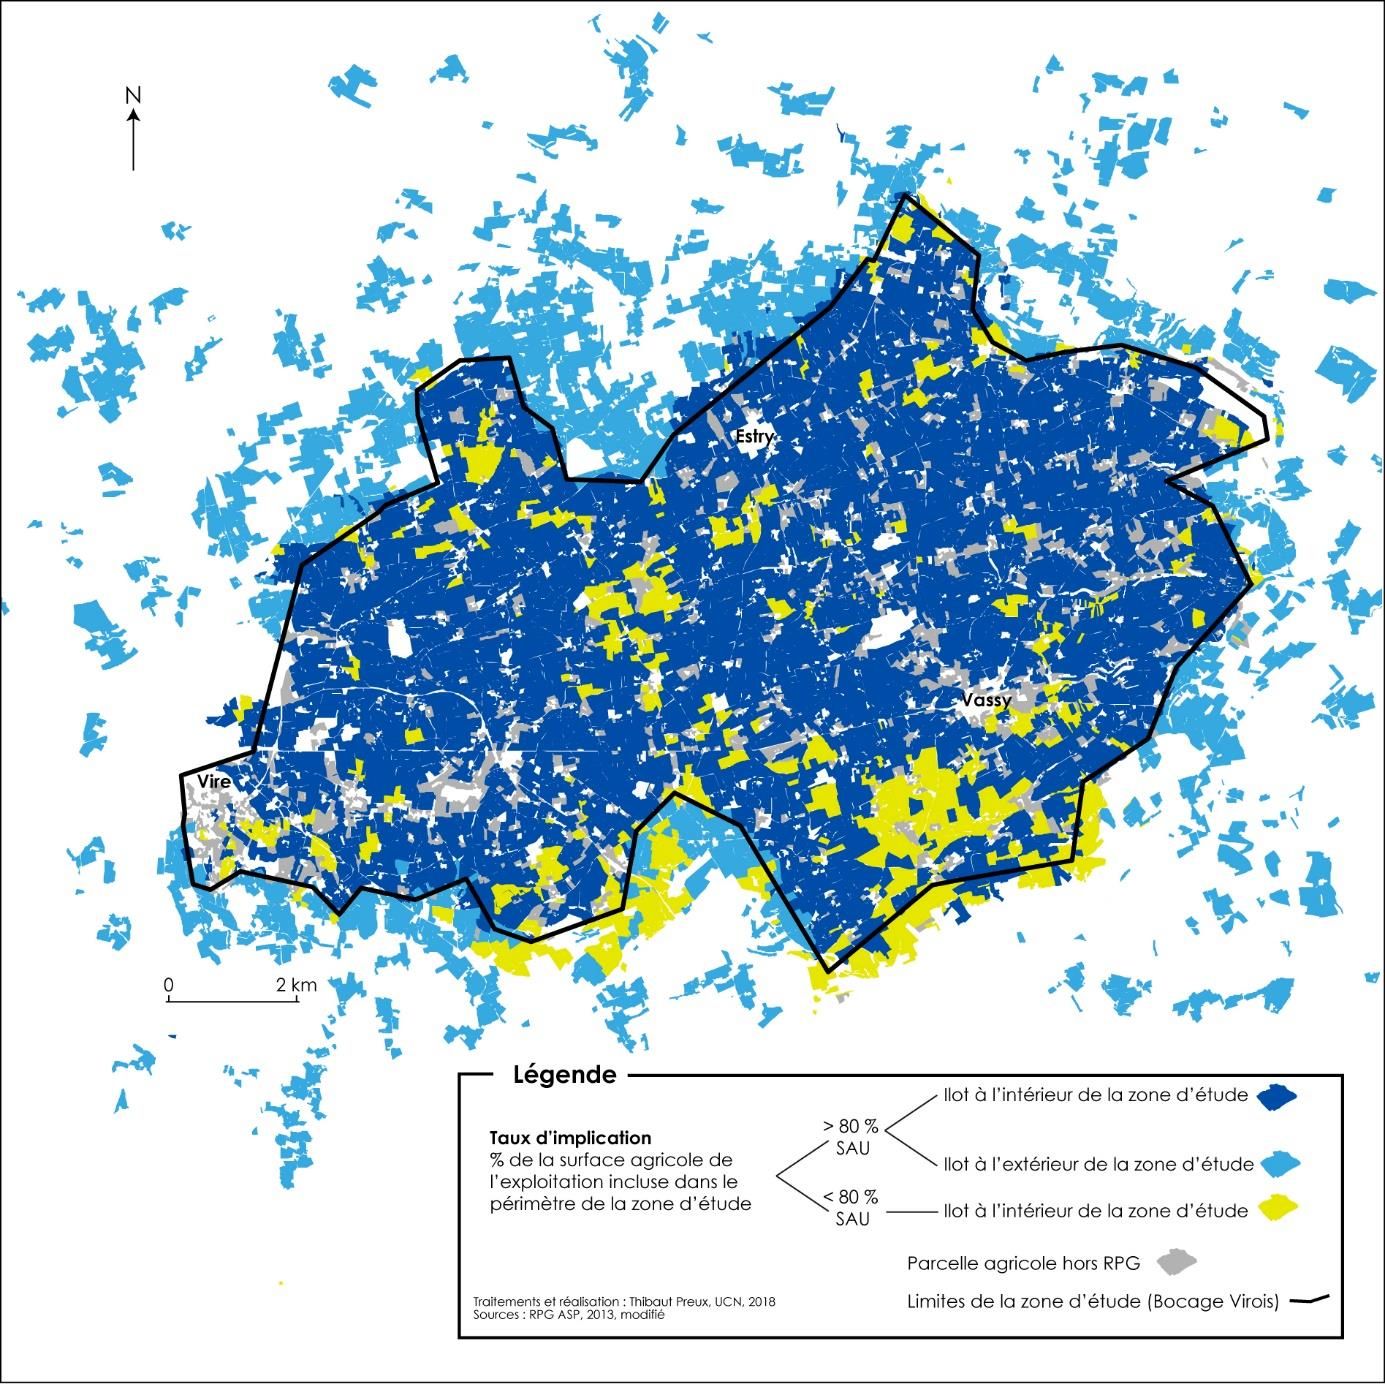 N
Estry
Vassy
Vire
0 2 km
Légende
Taux d'implication
% de la surface agricole de
l'exploitation incluse dans le
périmètre de la zone d'étude
> 80 %
SAU
< 80 %
SAU
Ilot à l'intérieur de la zone d'étude
Ilot à l'extérieur de la zone d'étude
Ilot à l'intérieur de la zone d'étude
Parcelle agricole hors RPG
Limites de la zone d'étude (Bocage Virois)
Traitements et réalisation : Thibaut Preux, UCN, 2018
Sources : RPG ASP, 2013, modifié